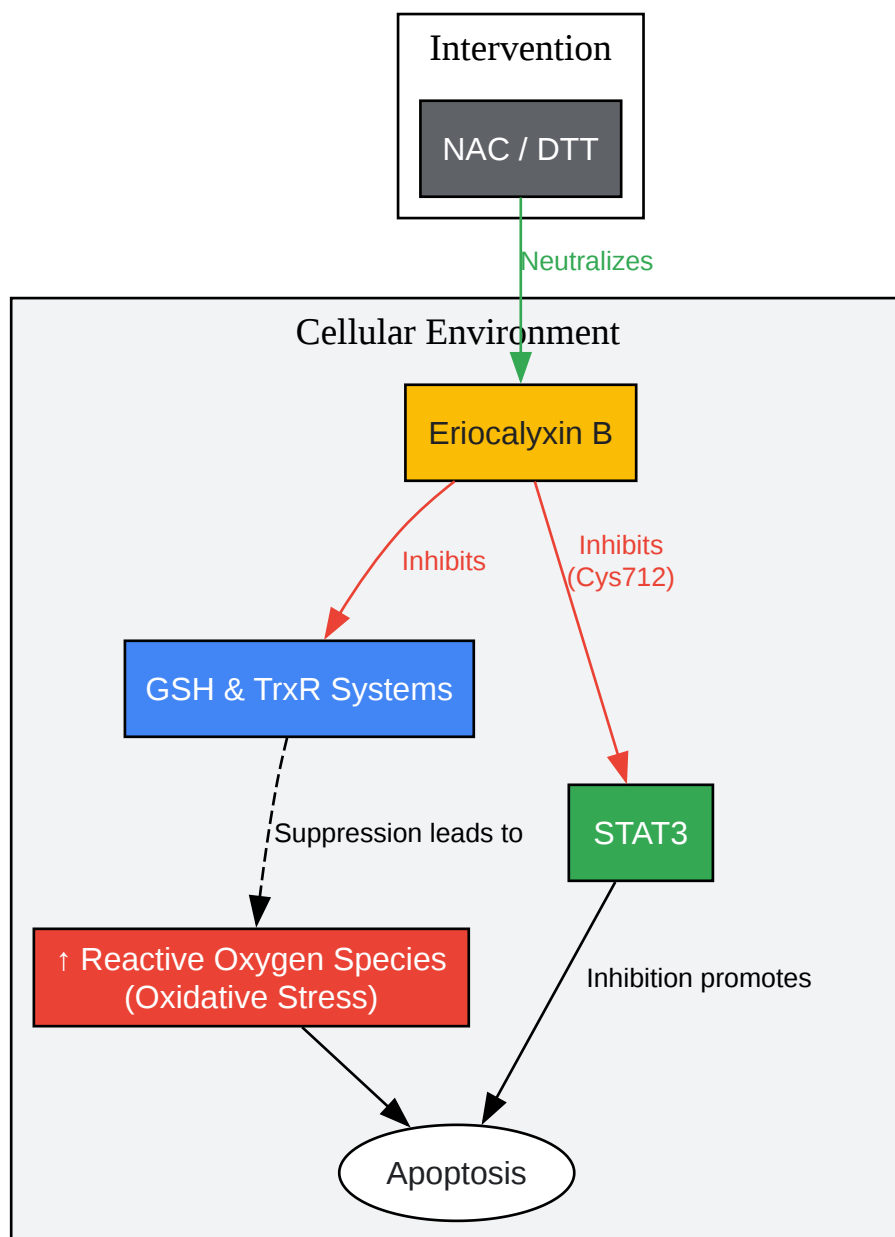 Intervention
NAC / DTT
Neutralizes
Cellular Environment
Eriocalyxin B
Inhibits
Inhibits
(Cys712)
GSH & TrxR Systems
STAT3
Suppression leads to
↑ Reactive Oxygen Species
(Oxidative Stress)
Inhibition promotes
Apoptosis